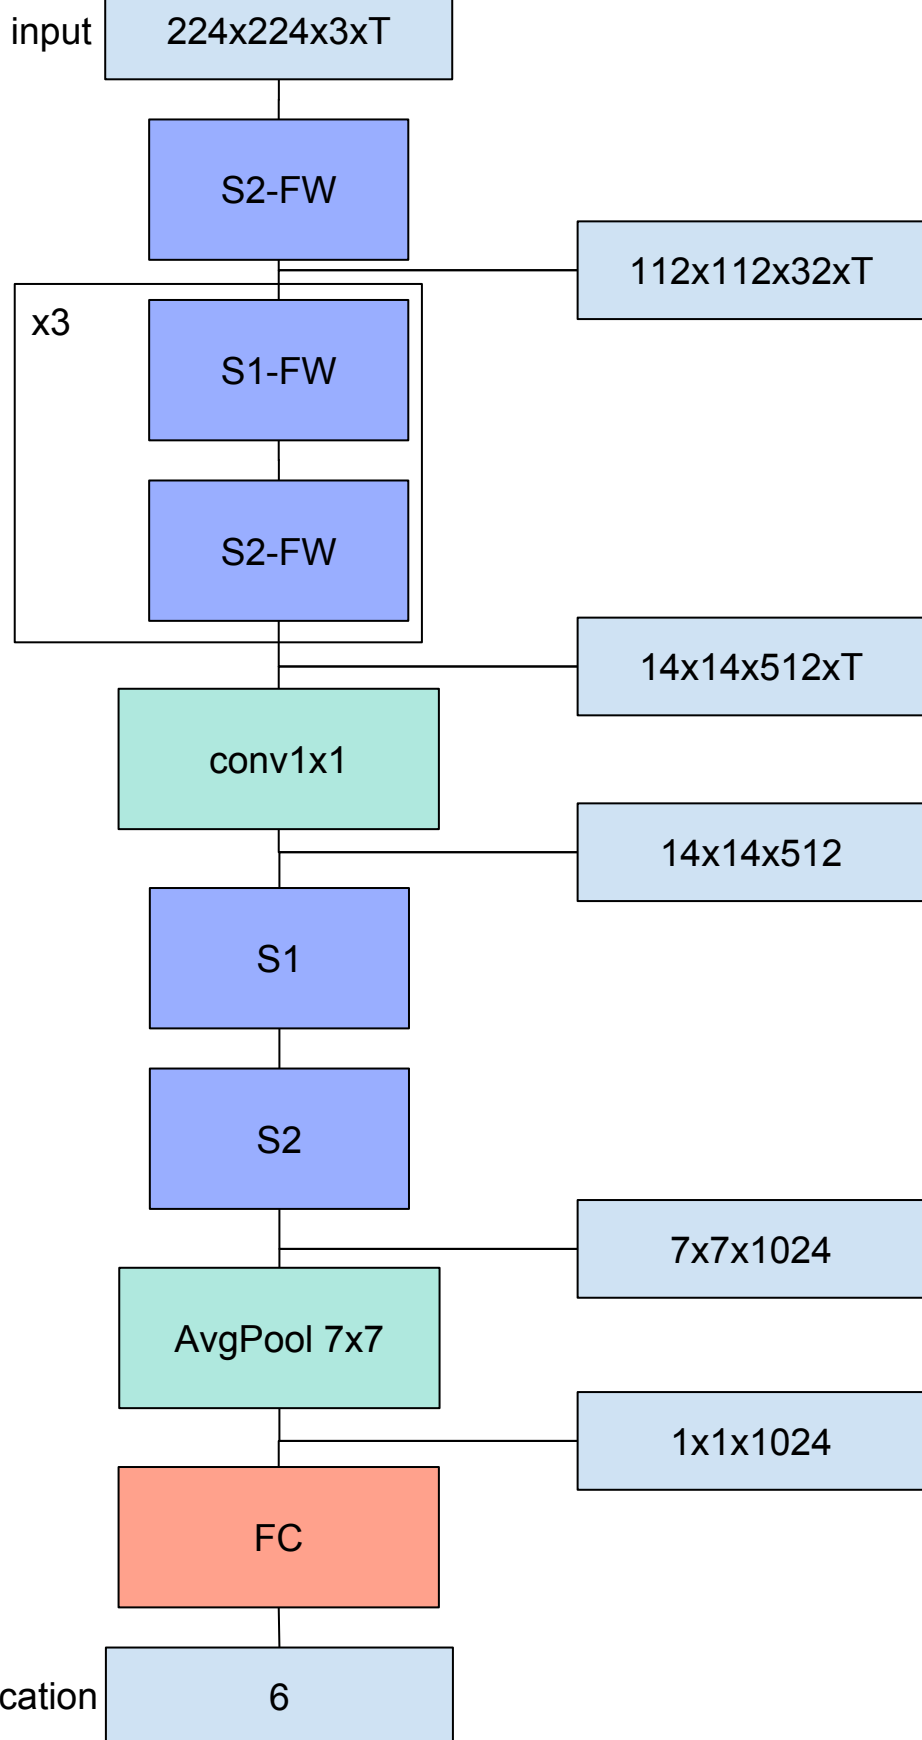 input 224x224x3xT
S2-FW
112x112x32xT
x3
S1-FW
S2-FW
14x14x512xT
conv1x1
14x14x512
S1
S2
7x7x1024
AvgPool 7x7
1x1x1024
FC
cation 6